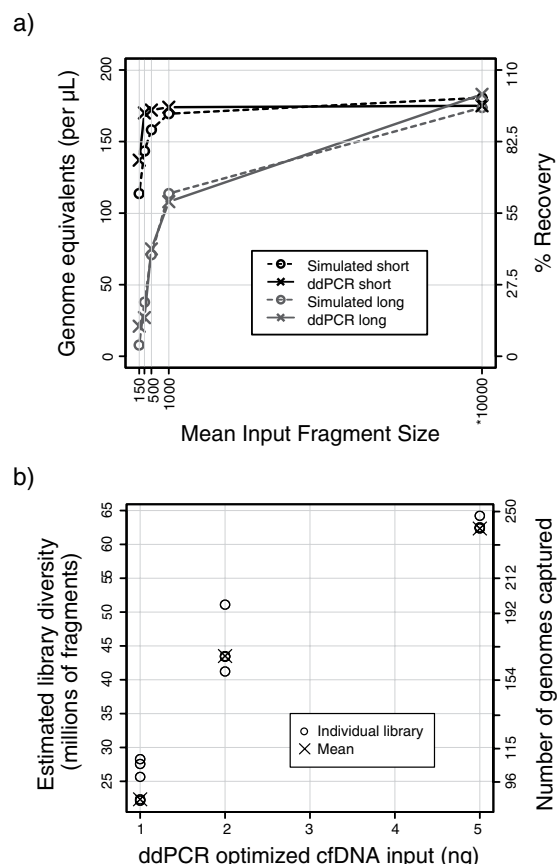 a)
Genome equivalents (per µL)
200
150
100
50
0
110
82.5
55
27.5
0
% Recovery
Simulated short
ddPCR short
Simulated long
ddPCR long
150
500
1000
*10000
Mean Input Fragment Size
b)
Estimated library diversity
(millions of fragments)
65
60
55
50
45
40
35
30
25
250
212
192
154
115
96
Number of genomes captured
Individual library
Mean
1
2
3
4
5
ddPCR optimized cfDNA input (ng)